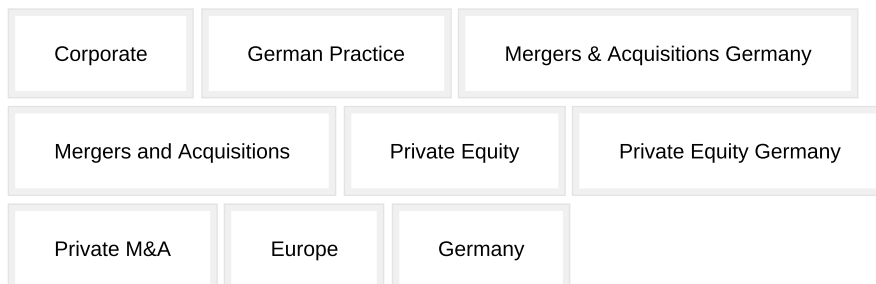 Corporate German Practice Mergers & Acquisitions Germany
Mergers and Acquisitions Private Equity Private Equity Germany
Private M&A Europe Germany